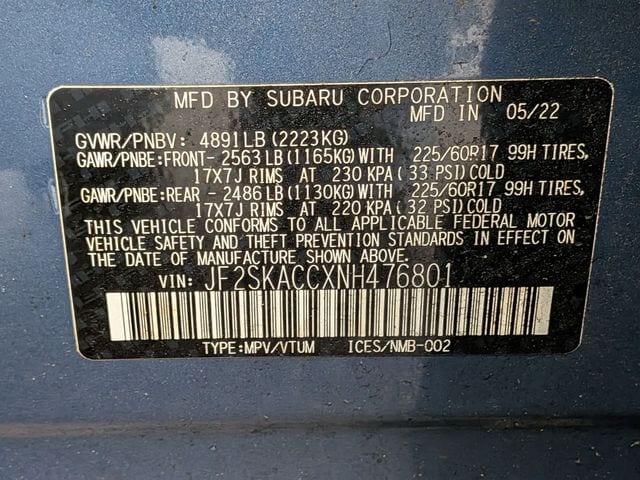 MFD BY SUBARU CORPORATION
MFD IN 05/22
GVWR/PNBV: 4891LB(2223KG)
GAWR/PNBE:FRONT- 2563LB(1165KG)WITH 225/60R17 99H TIRES,
17X7J RIMS AT 230 KPA(33 PSI)COLD
GAWR/PNBE:REAR - 2486LB(1130KG)WITH 225/60R17 99H TIRES,
17X7J RIMS AT 220 KPA(32 PSI)COLD
THIS VEHICLE CONFORMS TO ALL APPLICABLE FEDERAL MOTOR
VEHICLE SAFETY AND THEFT PREVENTION STANDARDS IN EFFECT ON
THE DATE OF MANUFACTURE SHOWN ABOVE.
VIN: JF2SKACCXNH476801
TYPE:MPV/VTUM ICES/NMB-002